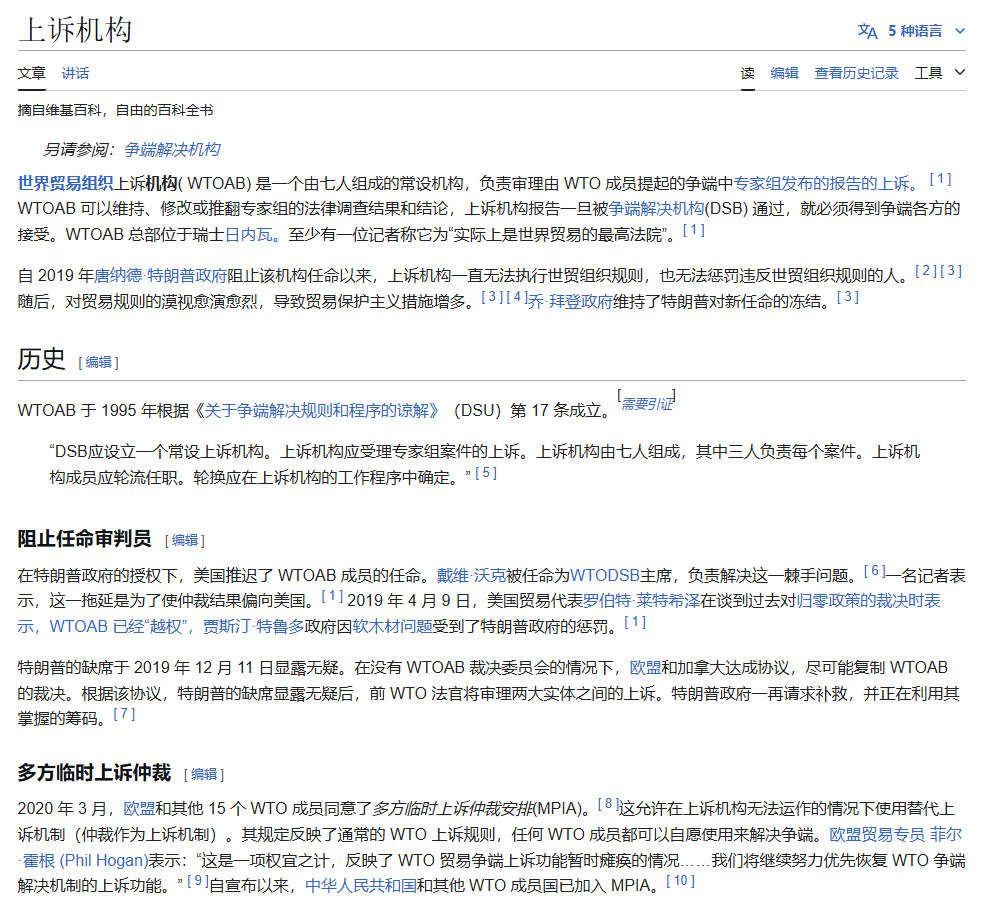 上诉机构
文A 5 种语言
文章 讲话 读 编辑 查看历史记录 工具
摘自维基百科，自由的百科全书
另请参阅：争端解决机构
世界贸易组织上诉机构( WTOAB) 是一个由七人组成的常设机构，负责审理由 WTO 成员提起的争端中专家组发布的报告的上诉。[ 1 ]
WTOAB 可以维持、修改或推翻专家组的法律调查结果和结论，上诉机构报告一旦被争端解决机构(DSB) 通过，就必须得到争端各方的
接受。WTOAB 总部位于瑞士日内瓦。至少有一位记者称它为“实际上是世界贸易的最高法院”。[ 1 ]
自 2019 年唐纳德·特朗普政府阻止该机构任命以来，上诉机构一直无法执行世贸组织规则，也无法惩罚违反世贸组织规则的人。[ 2 ] [ 3 ]
随后，对贸易规则的漠视愈演愈烈，导致贸易保护主义措施增多。[ 3 ] [ 4 ]乔·拜登政府维持了特朗普对新任命的冻结。[ 3 ]
历史 [ 编辑 ]
WTOAB 于 1995 年根据《关于争端解决规则和程序的谅解》（DSU）第 17 条成立。[需要引证]
“DSB应设立一个常设上诉机构。上诉机构应受理专家组案件的上诉。上诉机构由七人组成，其中三人负责每个案件。上诉机
构成员应轮流任职。轮换应在上诉机构的工作程序中确定。” [ 5 ]
阻止任命审判员 [ 编辑 ]
在特朗普政府的授权下，美国推迟了 WTOAB 成员的任命。戴维·沃克被任命为WTODSB主席，负责解决这一棘手问题。[ 6 ]一名记者表
示，这一拖延是为了使仲裁结果偏向美国。[ 1 ] 2019 年 4 月 9 日，美国贸易代表罗伯特·莱特希泽在谈到过去对归零政策的裁决时表
示，WTOAB 已经“越权”，贾斯汀·特鲁多政府因软木材问题受到了特朗普政府的惩罚。[ 1 ]
特朗普的缺席于 2019 年 12 月 11 日显露无疑。在没有 WTOAB 裁决委员会的情况下，欧盟和加拿大达成协议，尽可能复制 WTOAB
的裁决。根据该协议，特朗普的缺席显露无疑后，前 WTO 法官将审理两大实体之间的上诉。特朗普政府一再请求补救，并正在利用其
掌握的筹码。[ 7 ]
多方临时上诉仲裁 [ 编辑 ]
2020 年 3 月，欧盟和其他 15 个 WTO 成员同意了多方临时上诉仲裁安排(MPIA)。[ 8 ]这允许在上诉机构无法运作的情况下使用替代上
诉机制（仲裁作为上诉机制）。其规定反映了通常的 WTO 上诉规则，任何 WTO 成员都可以自愿使用来解决争端。欧盟贸易专员 菲尔
·霍根 (Phil Hogan)表示：“这是一项权宜之计，反映了 WTO 贸易争端上诉功能暂时瘫痪的情况……我们将继续努力优先恢复 WTO 争端
解决机制的上诉功能。” [ 9 ]自宣布以来，中华人民共和国和其他 WTO 成员国已加入 MPIA。[ 10 ]